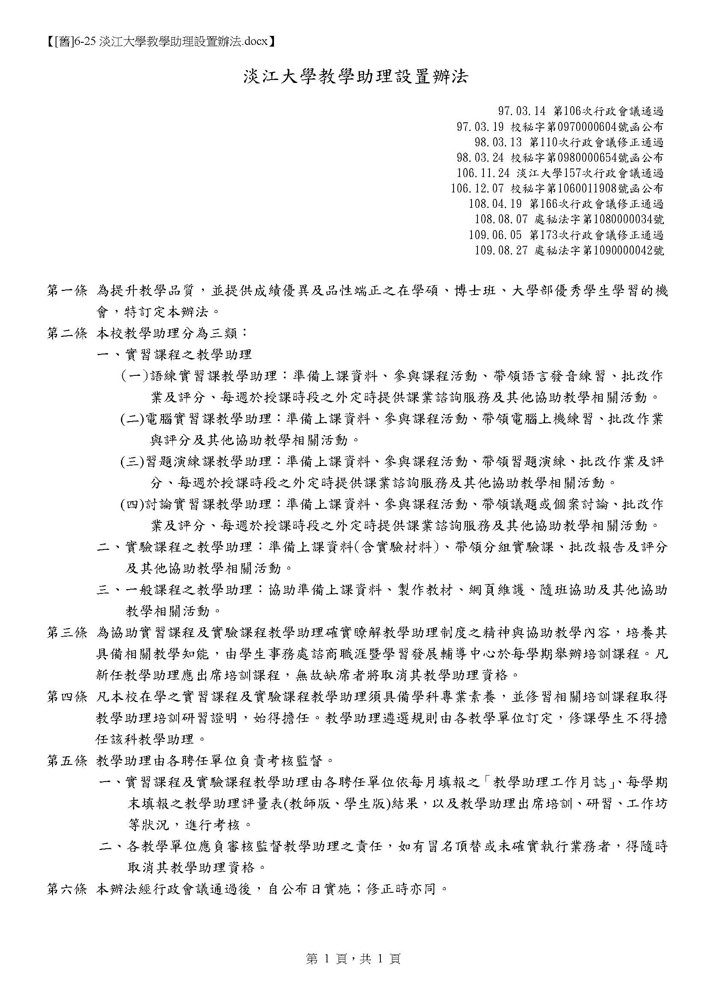 【[舊]6-25 淡江大學教學助理設置辦法.docx】
淡江大學教學助理設置辦法
97.03.14 第106次行政會議通過
97.03.19 校秘字第0970000604號函公布
98.03.13 第110次行政會議修正通過
98.03.24 校秘字第0980000654號函公布
106.11.24 淡江大學157次行政會議通過
106.12.07 校秘字第1060011908號函公布
108.04.19 第166次行政會議修正通過
108.08.07 處秘法字第1080000034號
109.06.05 第173次行政會議修正通過
109.08.27 處秘法字第1090000042號
第一條 為提升教學品質，並提供成績優異及品性端正之在學碩、博士班、大學部優秀學生學習的機
會，特訂定本辦法。
第二條 本校教學助理分為三類：
一、實習課程之教學助理
(一)語練實習課教學助理：準備上課資料、參與課程活動、帶領語言發音練習、批改作
業及評分、每週於授課時段之外定時提供課業諮詢服務及其他協助教學相關活動。
(二)電腦實習課教學助理：準備上課資料、參與課程活動、帶領電腦上機練習、批改作業
與評分及其他協助教學相關活動。
(三)習題演練課教學助理：準備上課資料、參與課程活動、帶領習題演練、批改作業及評
分、每週於授課時段之外定時提供課業諮詢服務及其他協助教學相關活動。
(四)討論實習課教學助理：準備上課資料、參與課程活動、帶領議題或個案討論、批改作
業及評分、每週於授課時段之外定時提供課業諮詢服務及其他協助教學相關活動。
二、實驗課程之教學助理：準備上課資料(含實驗材料)、帶領分組實驗課、批改報告及評分
及其他協助教學相關活動。
三、一般課程之教學助理：協助準備上課資料、製作教材、網頁維護、隨班協助及其他協助
教學相關活動。
第三條 為協助實習課程及實驗課程教學助理確實瞭解教學助理制度之精神與協助教學內容，培養其
具備相關教學知能，由學生事務處諮商職涯暨學習發展輔導中心於每學期舉辦培訓課程。凡
新任教學助理應出席培訓課程，無故缺席者將取消其教學助理資格。
第四條 凡本校在學之實習課程及實驗課程教學助理須具備學科專業素養，並修習相關培訓課程取得
教學助理培訓研習證明，始得擔任。教學助理遴選規則由各教學單位訂定，修課學生不得擔
任該科教學助理。
第五條 教學助理由各聘任單位負責考核監督。
一、實習課程及實驗課程教學助理由各聘任單位依每月填報之「教學助理工作月誌」、每學期
末填報之教學助理評量表(教師版、學生版)結果，以及教學助理出席培訓、研習、工作坊
等狀況，進行考核。
二、各教學單位應負審核監督教學助理之責任，如有冒名頂替或未確實執行業務者，得隨時
取消其教學助理資格。
第六條 本辦法經行政會議通過後，自公布日實施；修正時亦同。
第 1 頁，共 1 頁